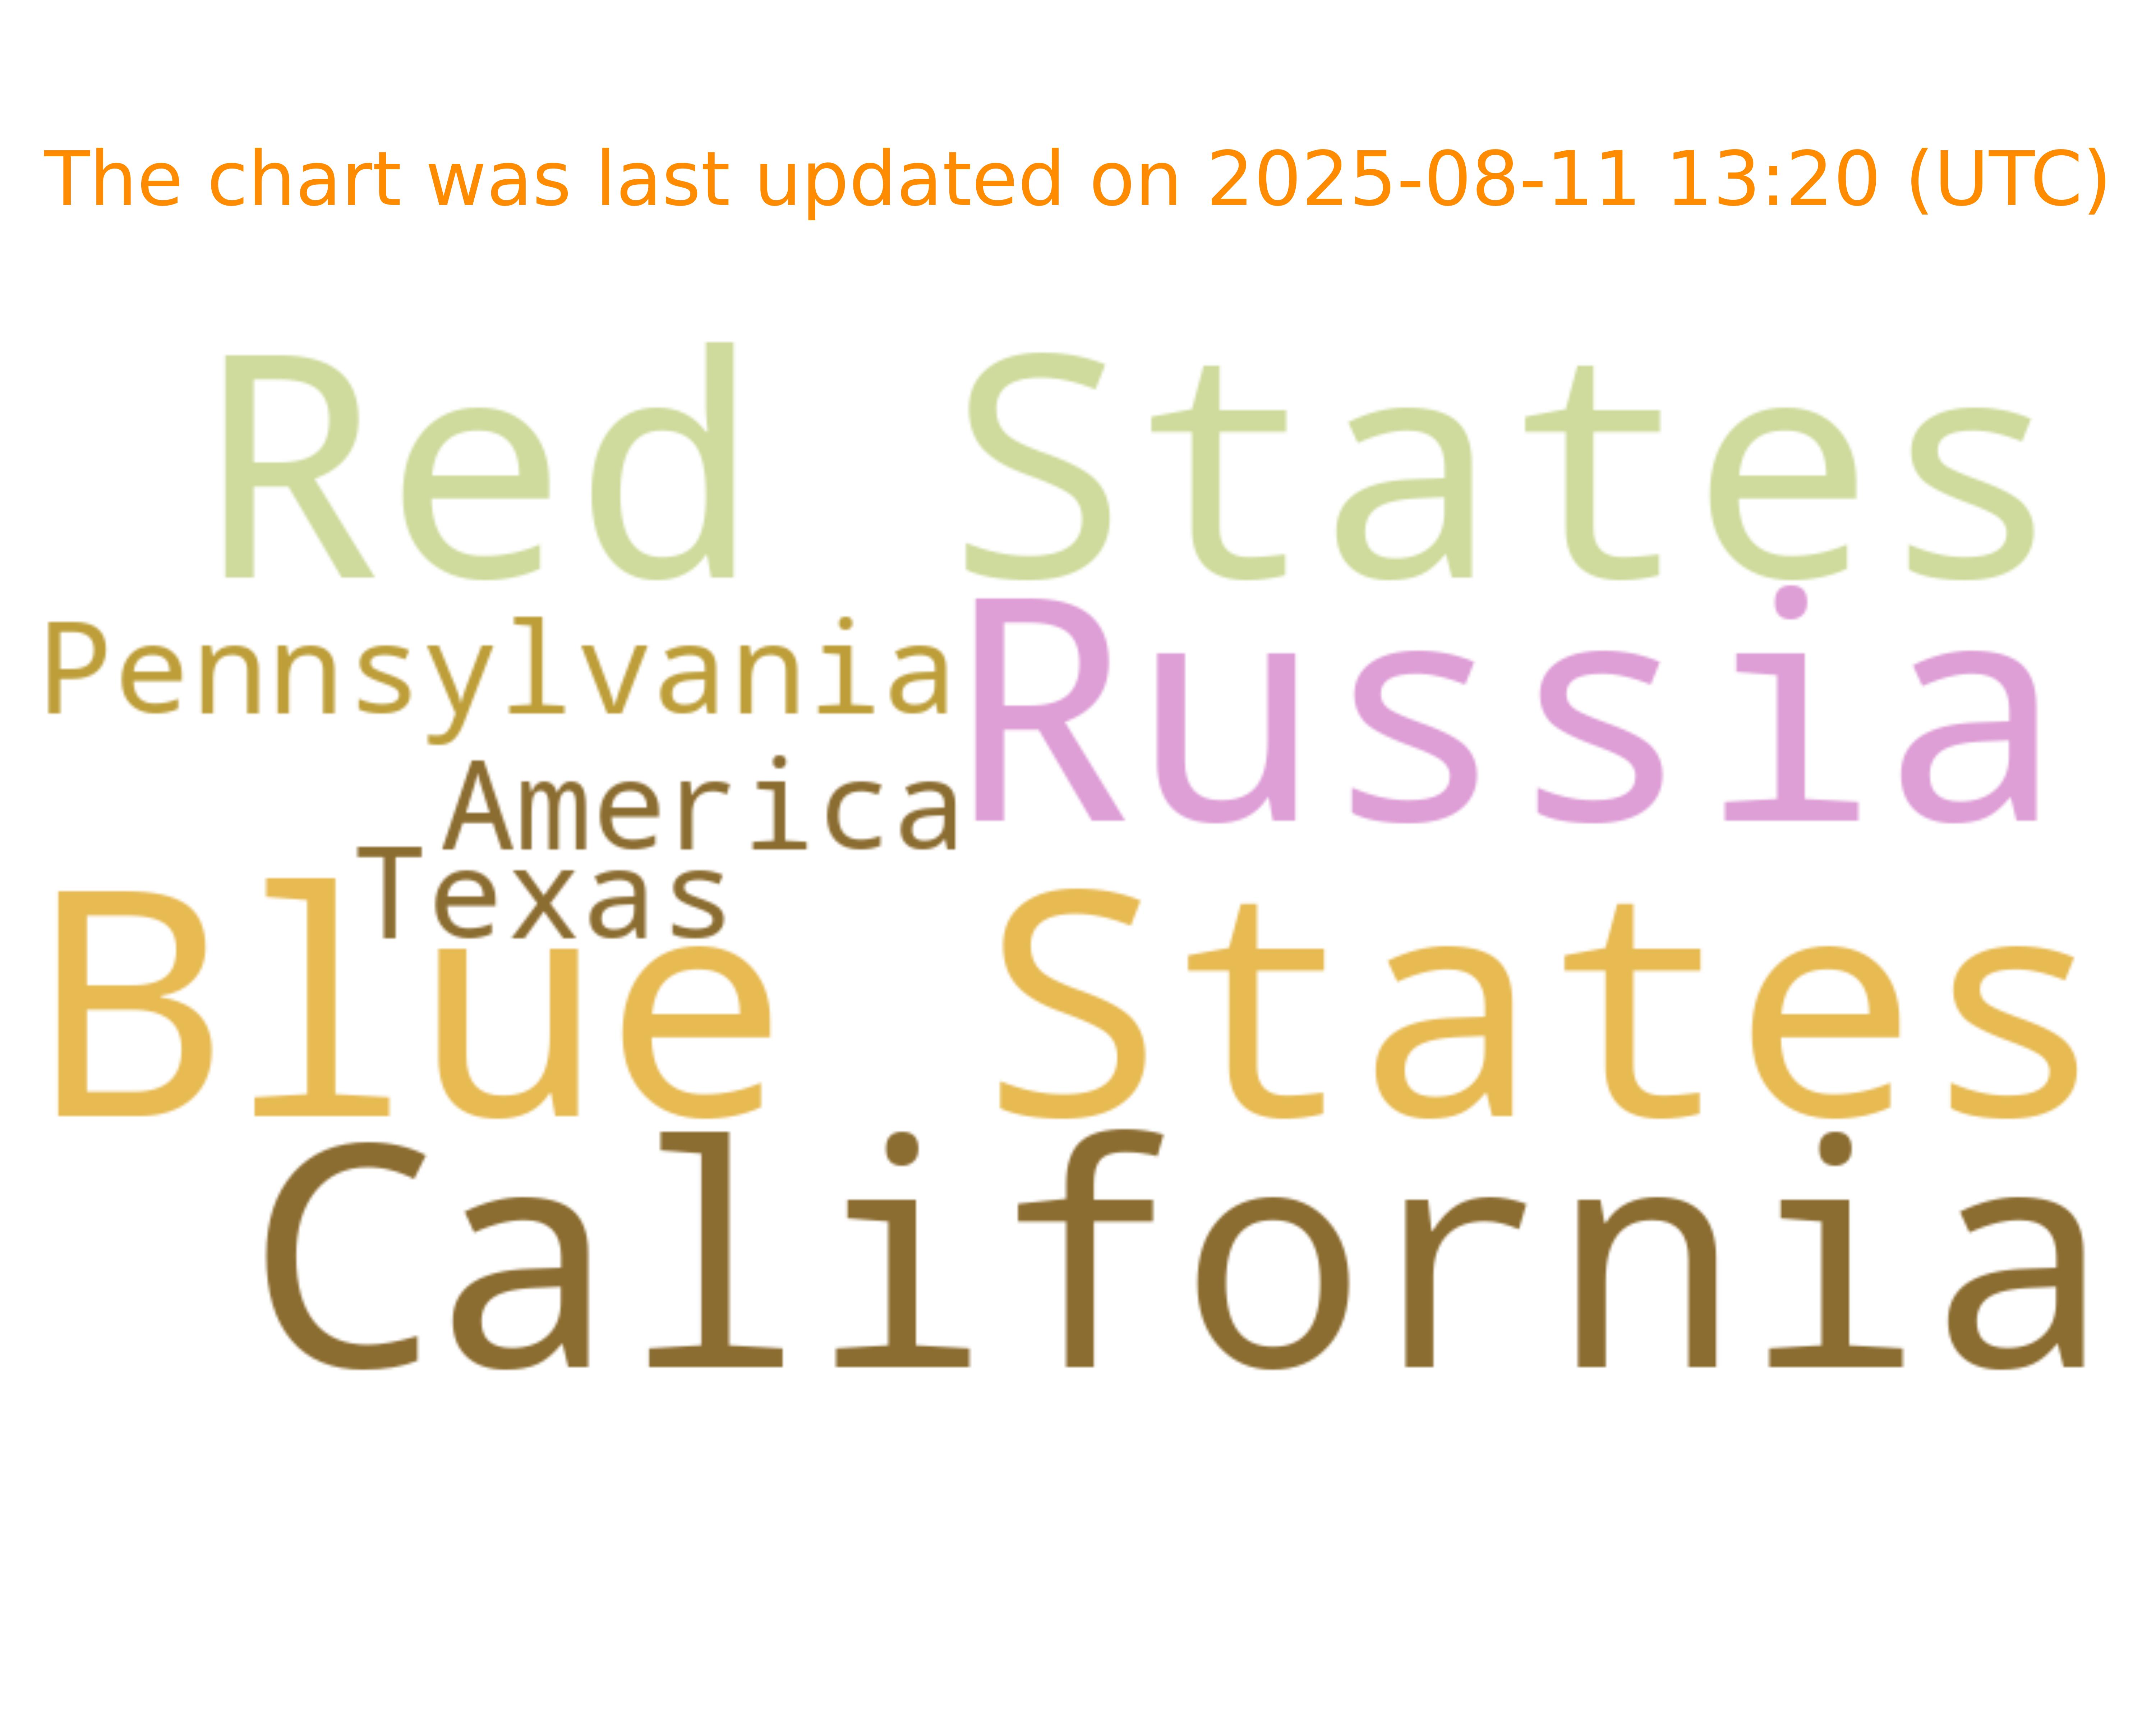 The chart was last updated on 2025-08-11 13:20 (UTC)
Red States
Pennsylvania
Russia
America
Texas
Blue States
California